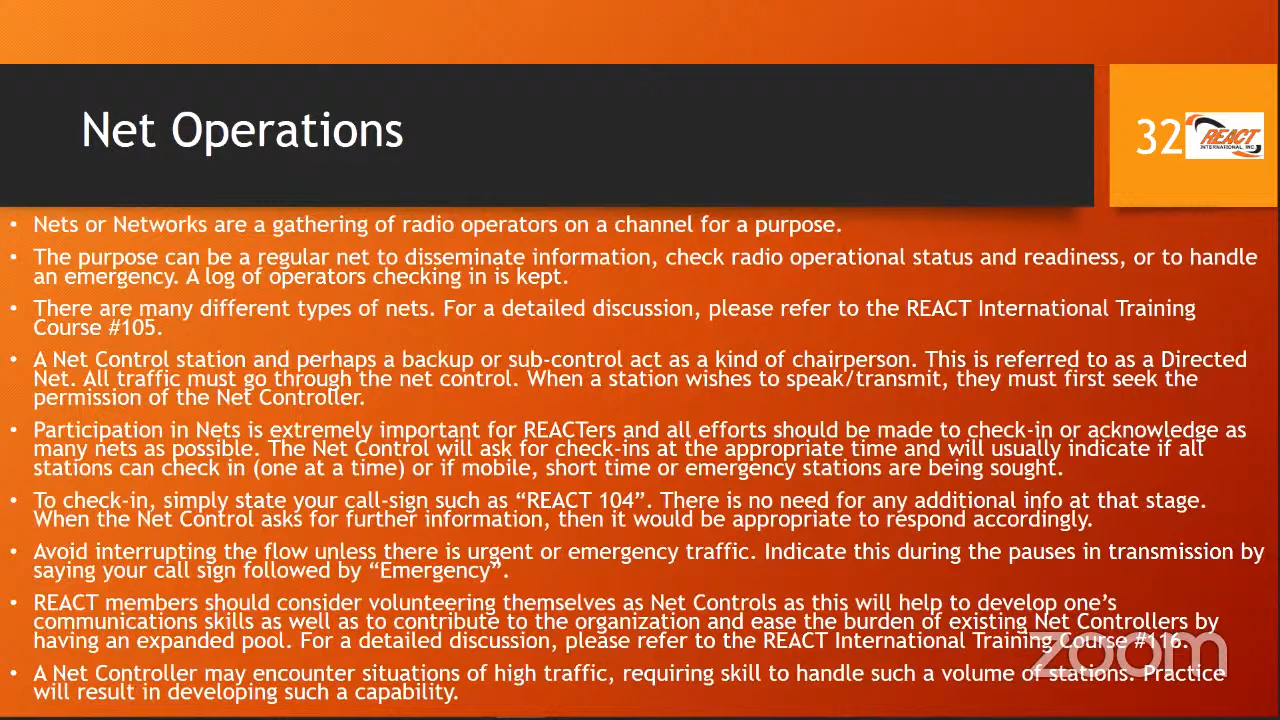 Net Operations
32
REACT
INTERNATIONAL INC.
• Nets or Networks are a gathering of radio operators on a channel for a purpose.
• The purpose can be a regular net to disseminate information, check radio operational status and readiness, or to handle
an emergency. A log of operators checking in is kept.
• There are many different types of nets. For a detailed discussion, please refer to the REACT International Training
Course #105.
• A Net Control station and perhaps a backup or sub-control act as a kind of chairperson. This is referred to as a Directed
Net. All traffic must go through the net control. When a station wishes to speak/transmit, they must first seek the
permission of the Net Controller.
• Participation in Nets is extremely important for REACTers and all efforts should be made to check-in or acknowledge as
many nets as possible. The Net Control will ask for check-ins at the appropriate time and will usually indicate if all
stations can check in (one at a time) or if mobile, short time or emergency stations are being sought.
• To check-in, simply state your call-sign such as “REACT 104”. There is no need for any additional info at that stage.
When the Net Control asks for further information, then it would be appropriate to respond accordingly.
• Avoid interrupting the flow unless there is urgent or emergency traffic. Indicate this during the pauses in transmission by
saying your call sign followed by “Emergency”.
• REACT members should consider volunteering themselves as Net Controls as this will help to develop one’s
communications skills as well as to contribute to the organization and ease the burden of existing Net Controllers by
having an expanded pool. For a detailed discussion, please refer to the REACT International Training Course #116.
• A Net Controller may encounter situations of high traffic, requiring skill to handle such a volume of stations. Practice
will result in developing such a capability.
zoom